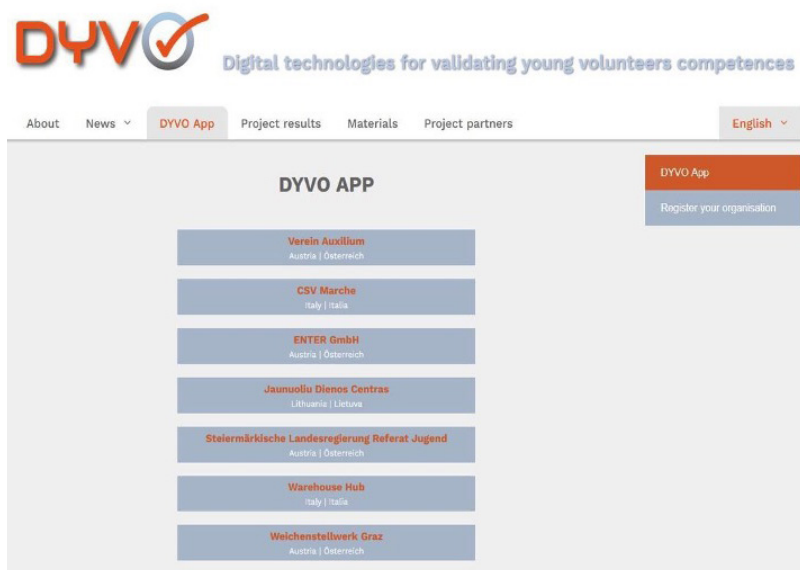 DYVO
Digital technologies for validating young volunteers competences
About News DYVO App Project results Materials Project partners English
DYVO APP
DYVO App
Register your organisation
Verein Auxilium
Austria | Österreich
CSV Marche
Italy | Italia
ENTER GmbH
Austria | Österreich
Jaunuoliu Dienos Centras
Lithuania | Lietuva
Steiermärkische Landesregierung Referat Jugend
Austria | Österreich
Warehouse Hub
Italy | Italia
Weichenstellwerk Graz
Austria | Österreich